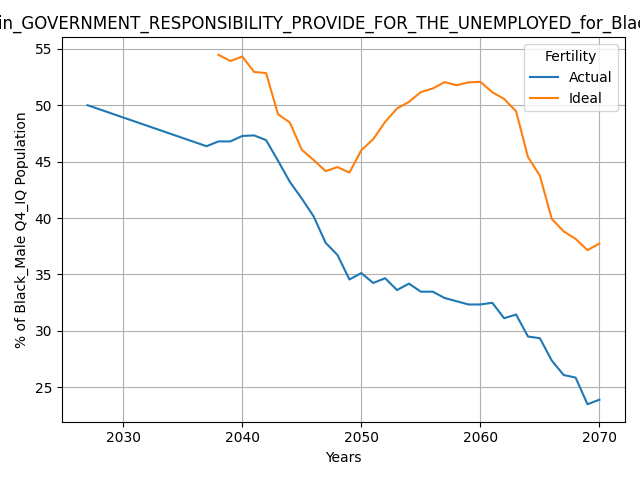 in_GOVERNMENT_RESPONSIBILITY_PROVIDE_FOR_THE_UNEMPLOYED_for_Blac
Fertility
Actual
Ideal
% of Black_Male Q4_IQ Population
55
50
45
40
35
30
25
2030 2040 2050 2060 2070
Years